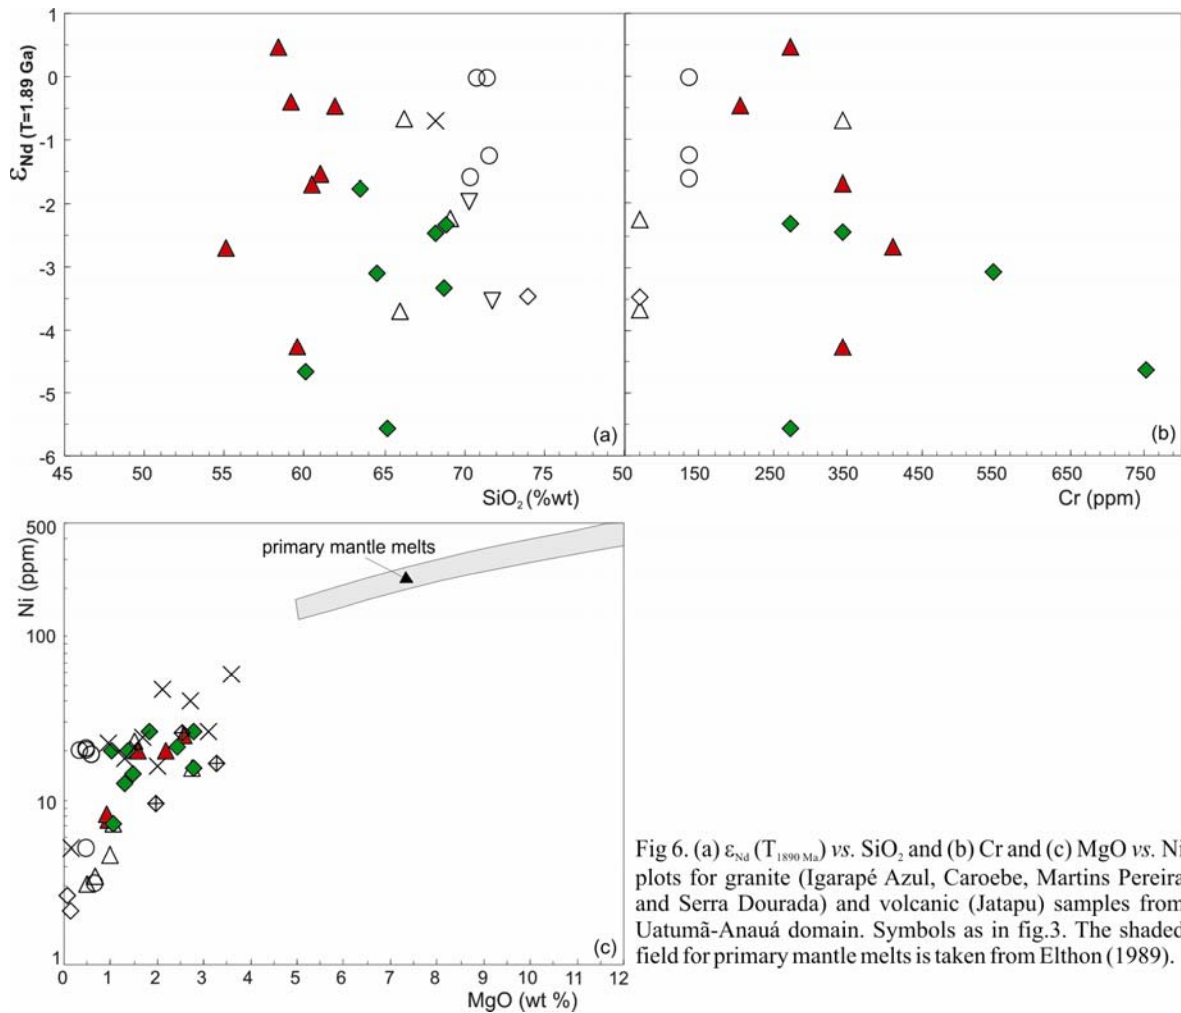 1
0
-1
-2
-3
-4
-5
-6
εNd (T=1.89 Ga)
45 50 55 60 65 70 75 50 150 250 350 450 550 650 750
(a) (b)
SiO2 (%wt) Cr (ppm)
500
100
10
1
Ni (ppm)
primary mantle melts
(c)
0 1 2 3 4 5 6 7 8 9 10 11 12
MgO (wt %)
Fig 6. (a) εNd (T1890 Ma) vs. SiO2 and (b) Cr and (c) MgO vs. Ni
plots for granite (Igarapé Azul, Caroebe, Martins Pereira
and Serra Dourada) and volcanic (Jatapu) samples from
Uatumã-Anauá domain. Symbols as in fig.3. The shaded
field for primary mantle melts is taken from Elthon (1989).